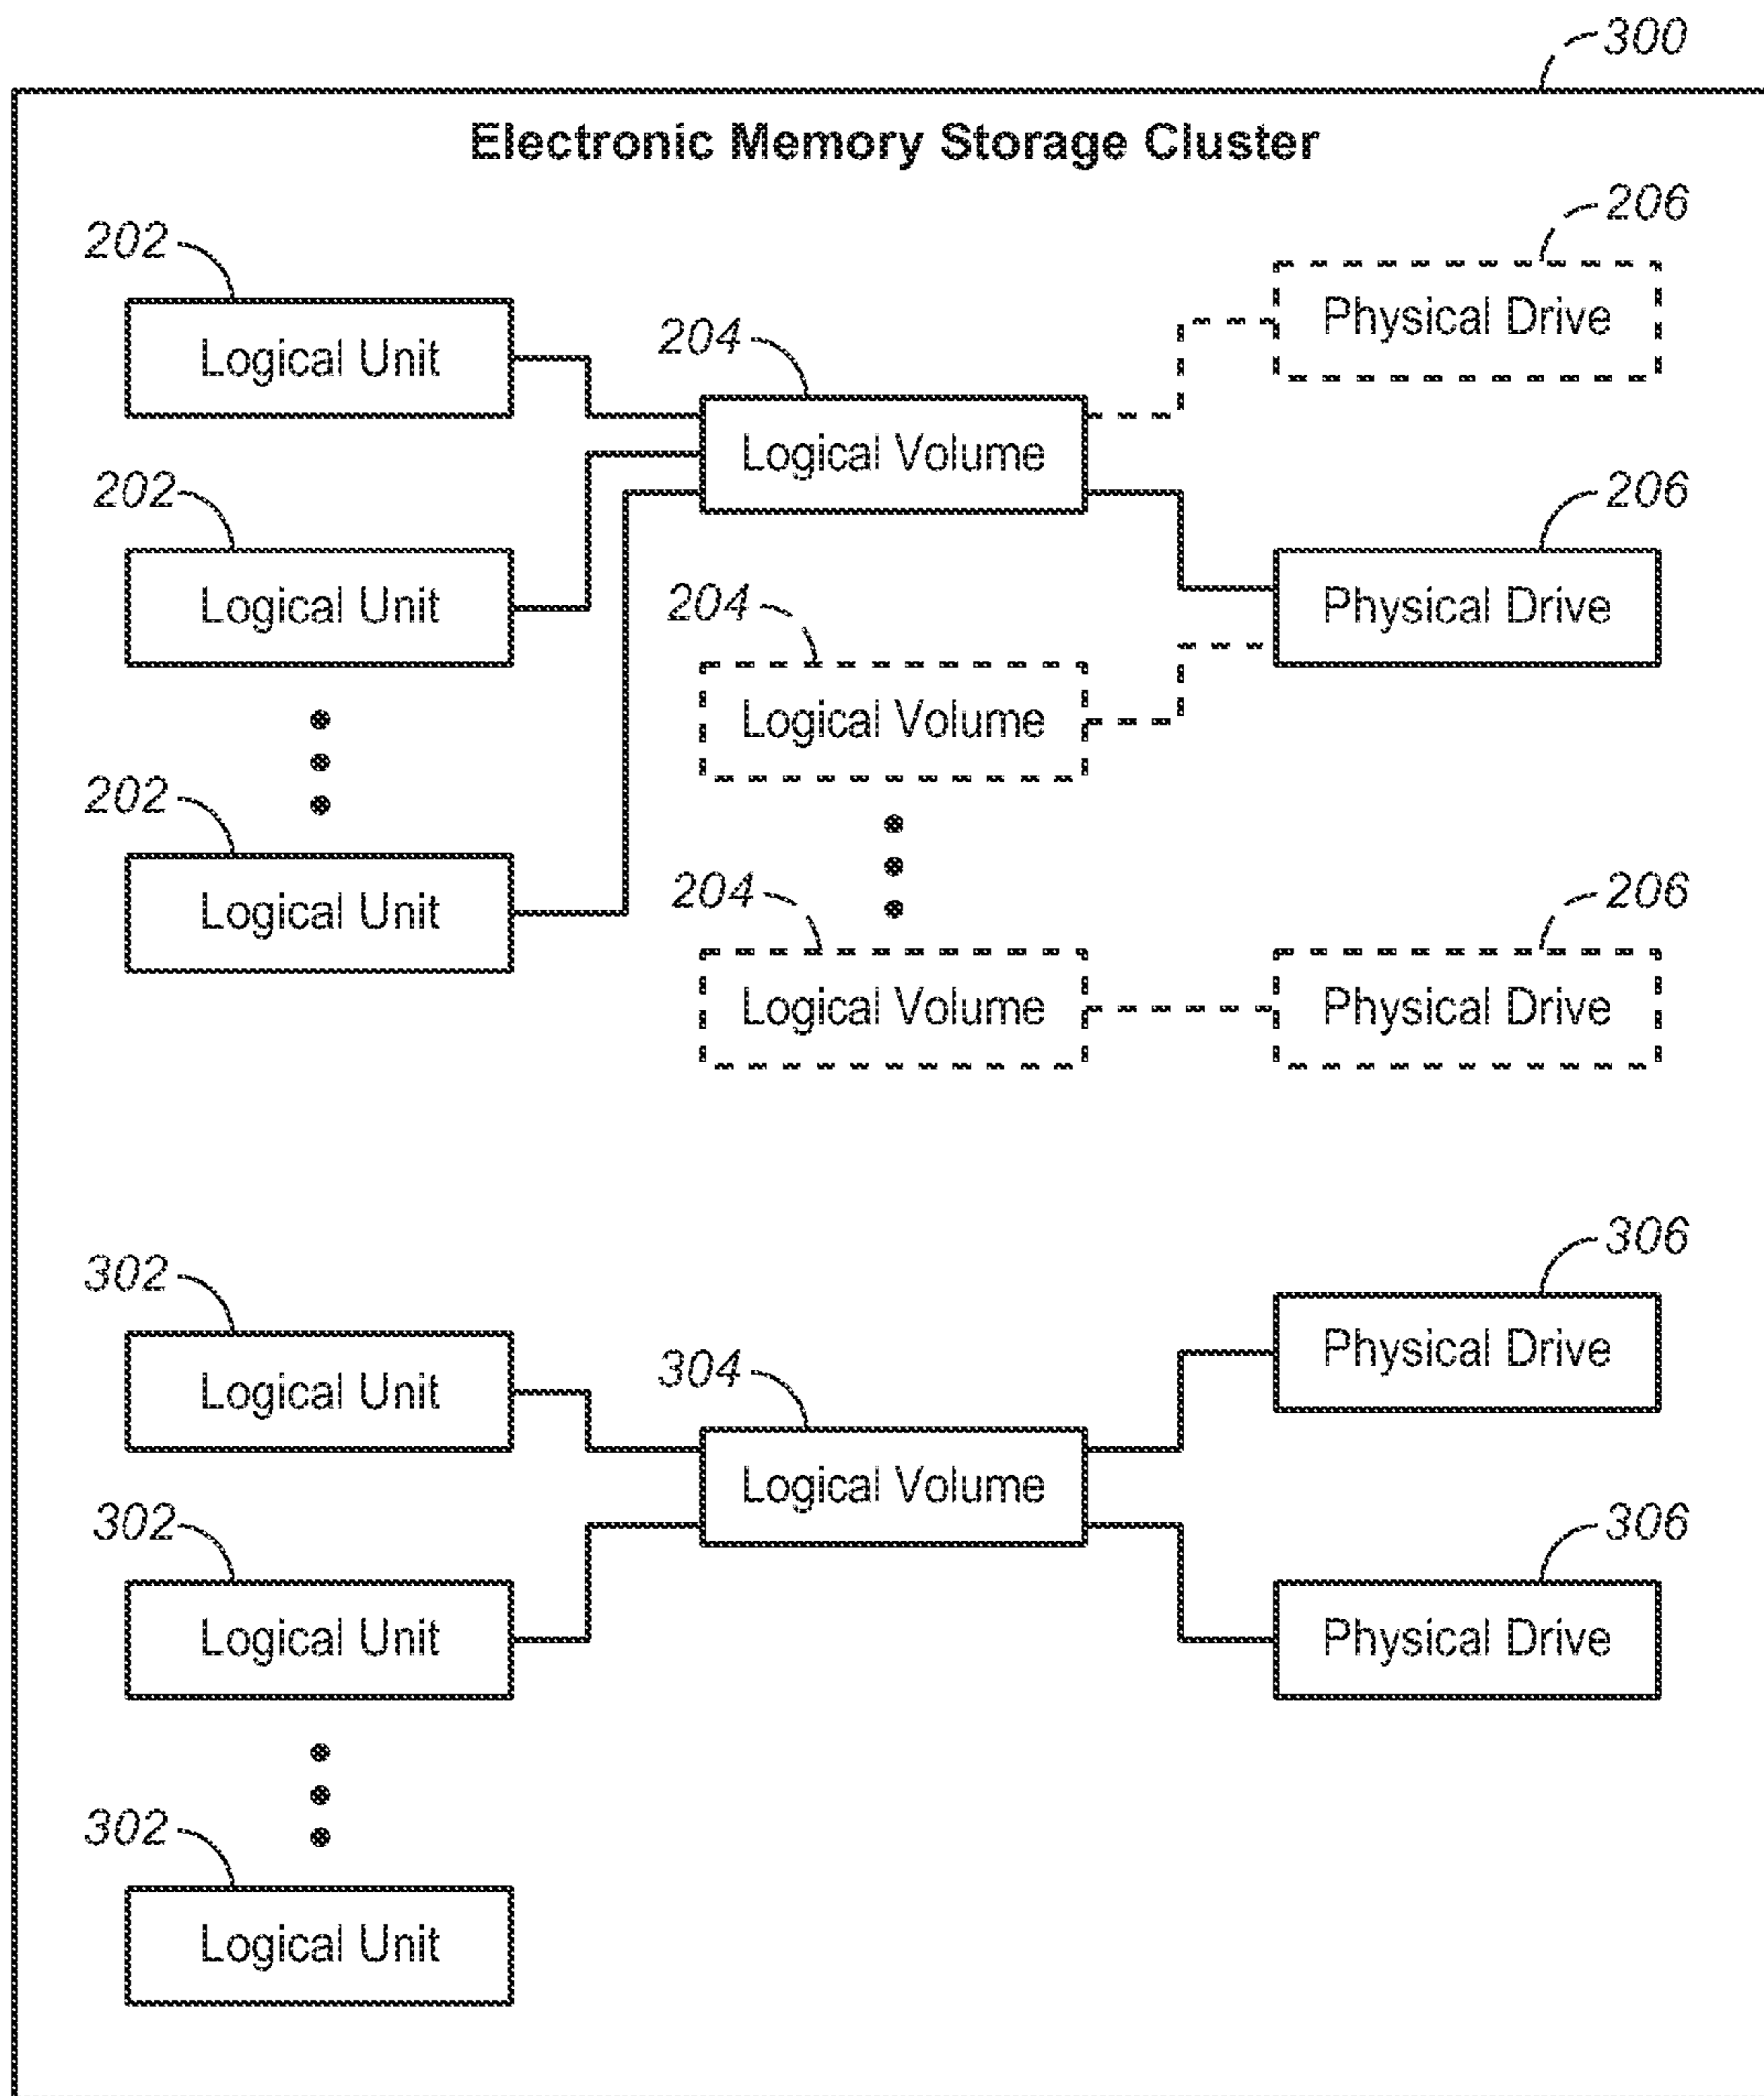 300
Electronic Memory Storage Cluster
206
202
Physical Drive
Logical Unit
204
Logical Volume
202
206
Logical Unit
Physical Drive
204
Logical Volume
202
Logical Unit
204
206
Logical Volume
Physical Drive
306
302
Physical Drive
Logical Unit
304
Logical Volume
302
306
Logical Unit
Physical Drive
302
Logical Unit